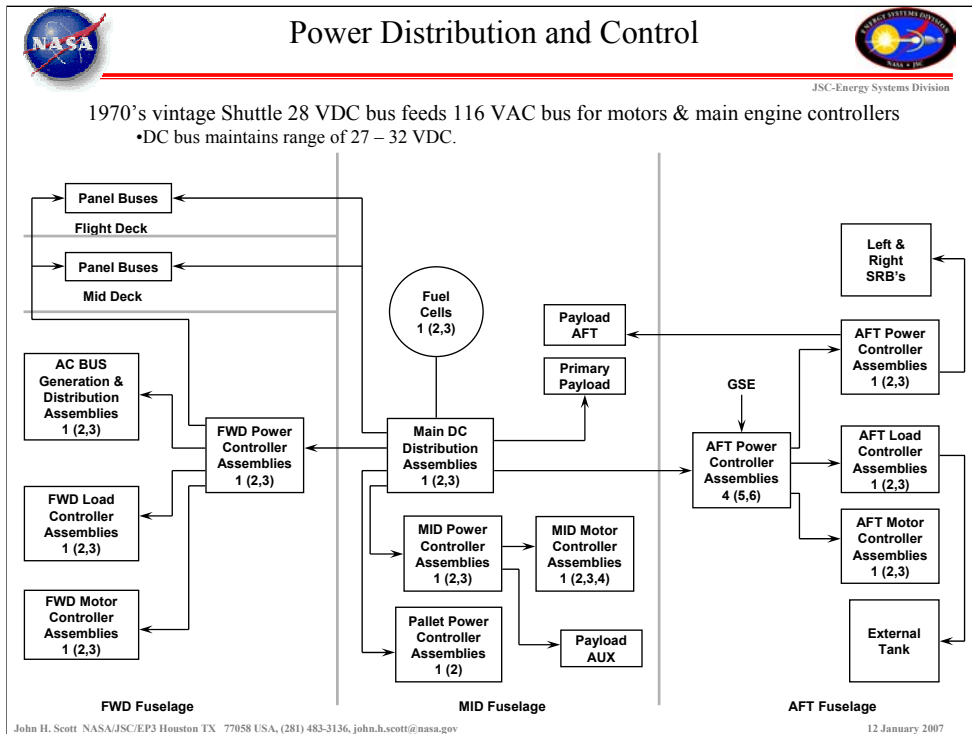 NASA
Power Distribution and Control
ENERGY SYSTEMS DIVISION
NASA • JSC
JSC-Energy Systems Division
1970's vintage Shuttle 28 VDC bus feeds 116 VAC bus for motors & main engine controllers
•DC bus maintains range of 27 – 32 VDC.
Panel Buses
Flight Deck
Panel Buses
Mid Deck
AC BUS
Generation &
Distribution
Assemblies
1 (2,3)
FWD Load
Controller
Assemblies
1 (2,3)
FWD Motor
Controller
Assemblies
1 (2,3)
FWD Power
Controller
Assemblies
1 (2,3)
FWD Fuselage
Fuel
Cells
1 (2,3)
Main DC
Distribution
Assemblies
1 (2,3)
Payload
AFT
Primary
Payload
MID Power
Controller
Assemblies
1 (2,3)
MID Motor
Controller
Assemblies
1 (2,3,4)
Pallet Power
Controller
Assemblies
1 (2)
Payload
AUX
MID Fuselage
GSE
AFT Power
Controller
Assemblies
4 (5,6)
Left &
Right
SRB's
AFT Power
Controller
Assemblies
1 (2,3)
AFT Load
Controller
Assemblies
1 (2,3)
AFT Motor
Controller
Assemblies
1 (2,3)
External
Tank
AFT Fuselage
John H. Scott NASA/JSC/EP3 Houston TX 77058 USA, (281) 483-3136, john.h.scott@nasa.gov
12 January 2007